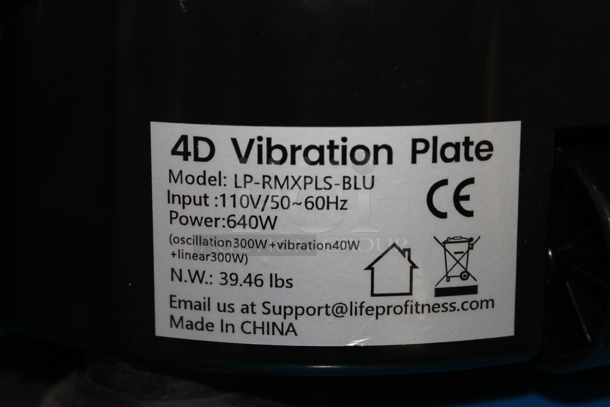 4D Vibration Plate
Model: LP-RMXPLS-BLU
Input :110V/50~60Hz
Power:640W
(oscillation300W+vibration40W
+linear300W)
N.W.: 39.46 lbs
Email us at Support@lifeprofitness.com
Made In CHINA
CE